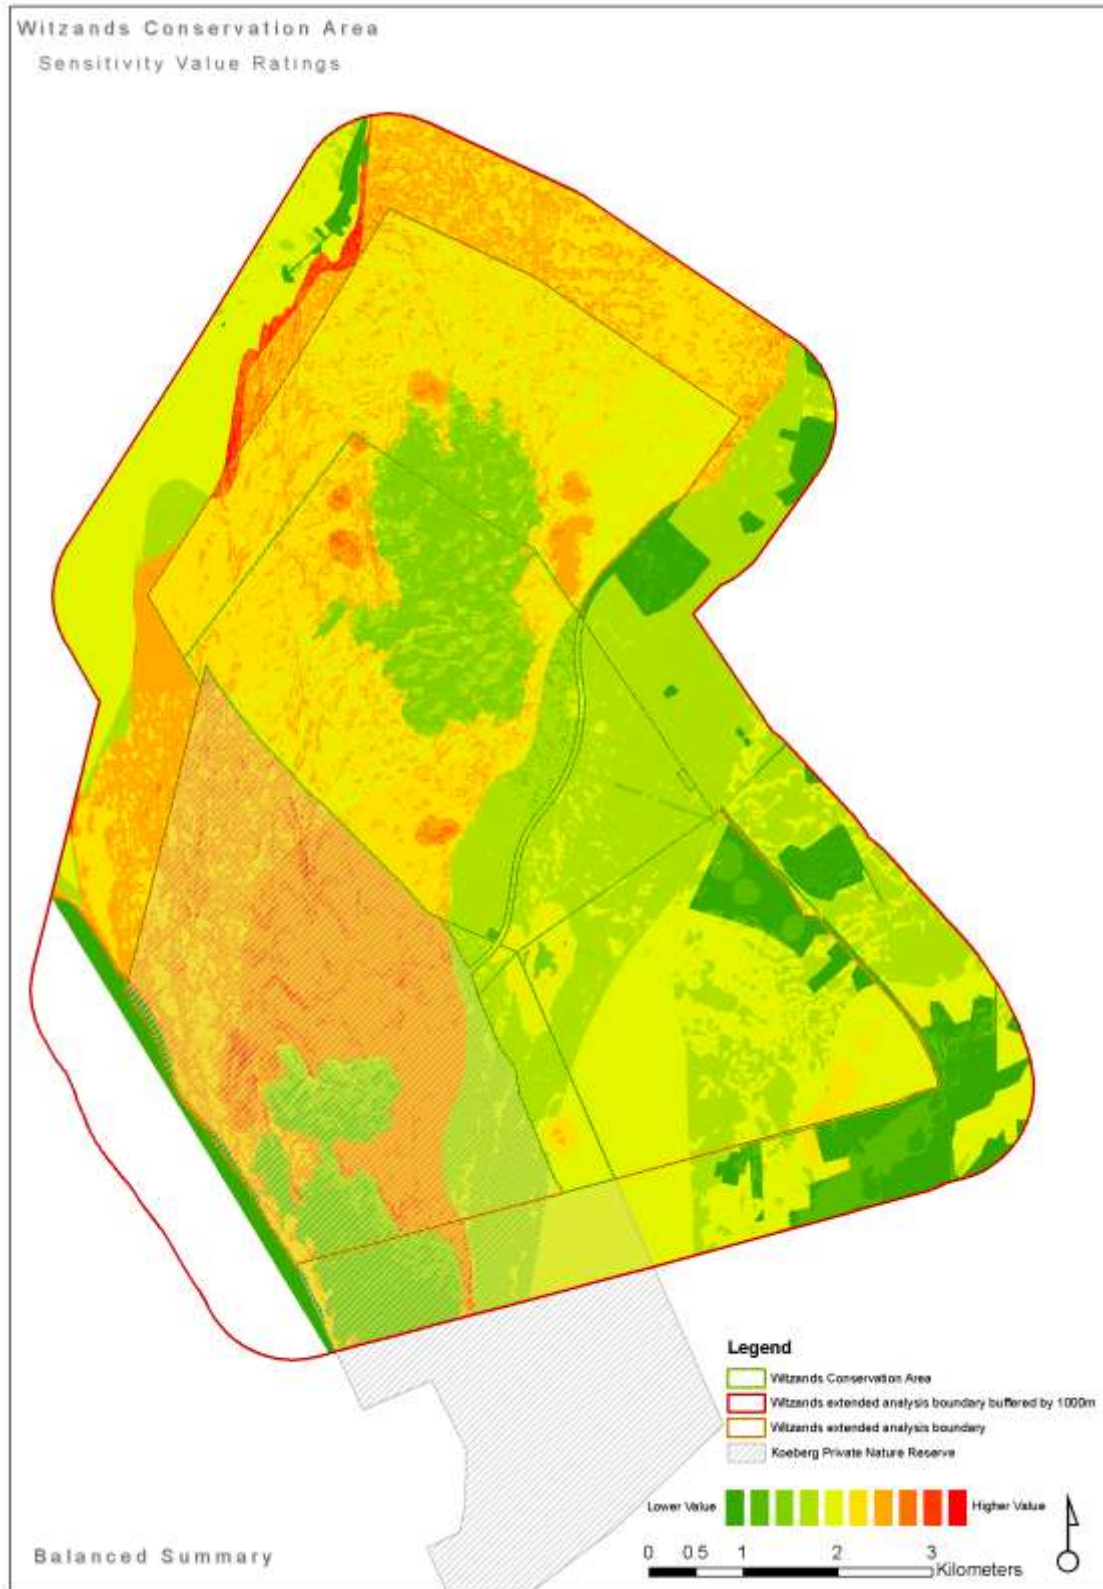 Witzands Conservation Area
Sensitivity Value Ratings
Legend
Witzands Conservation Area
Witzands extended analysis boundary buffered by 1000m
Witzands extended analysis boundary
Koeberg Private Nature Reserve
Lower Value Higher Value
0 0.5 1 2 3
Kilometers
Balanced Summary